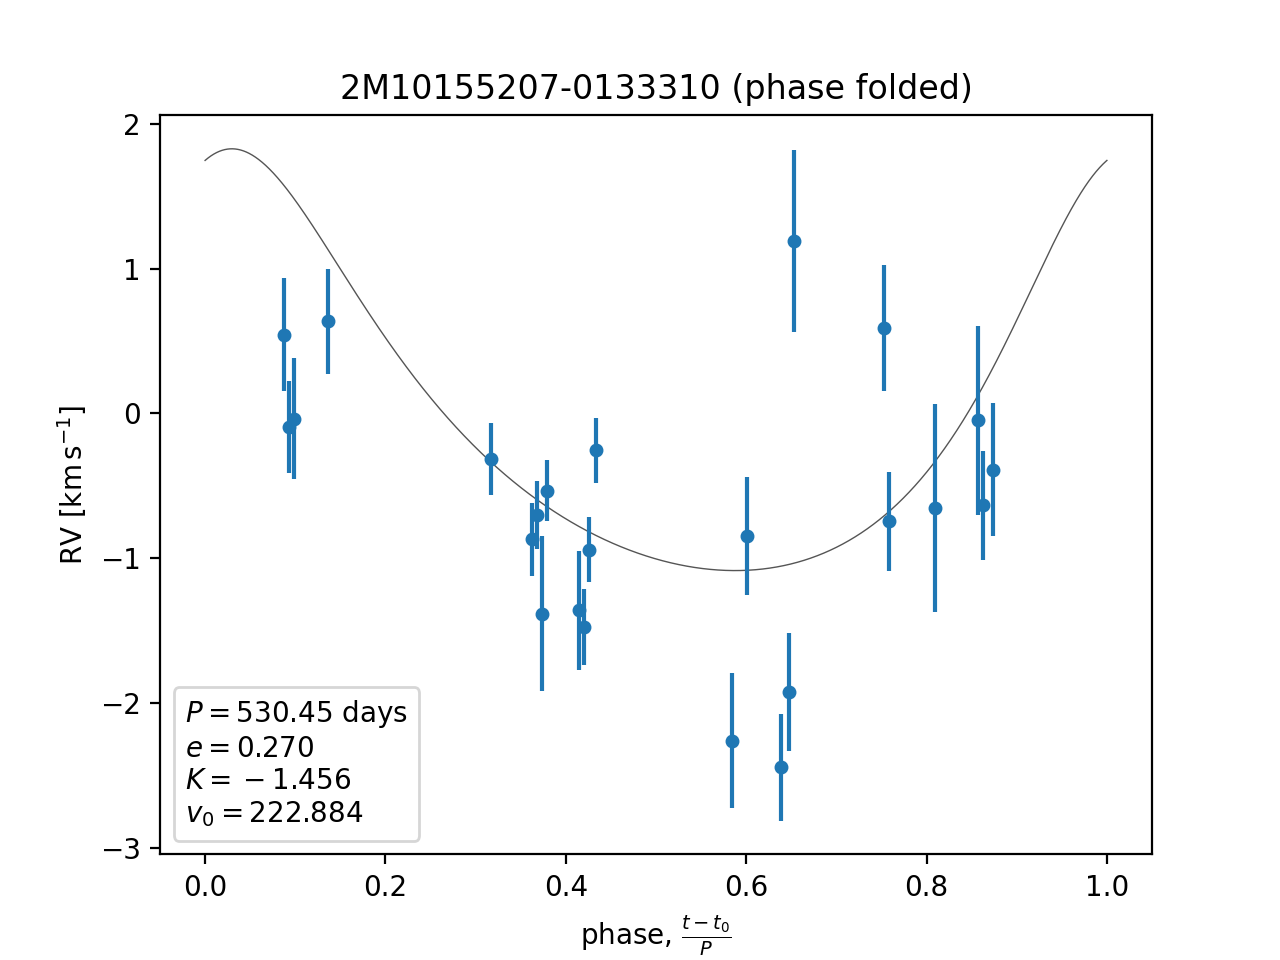 2M10155207-0133310 (phase folded)
2
1
0
−1
−2
−3
RV [km s⁻¹]
P = 530.45 days
e = 0.270
K = −1.456
v₀ = 222.884
0.0 0.2 0.4 0.6 0.8 1.0
phase, (t − t₀)/P